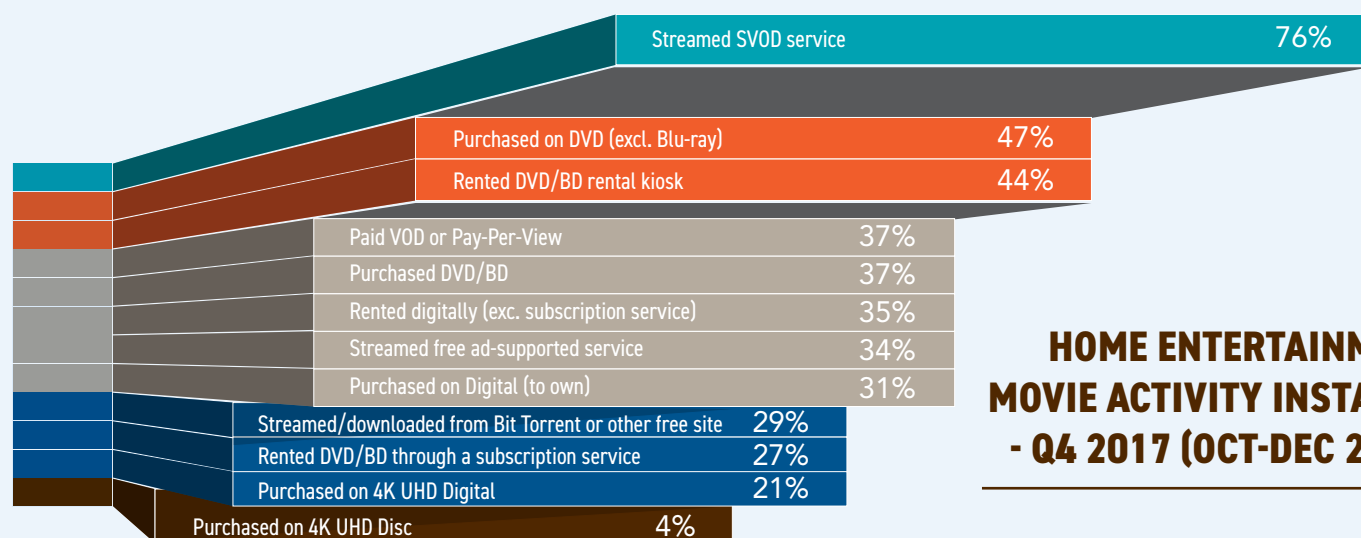 Streamed SVOD service 76%
Purchased on DVD (excl. Blu-ray) 47%
Rented DVD/BD rental kiosk 44%
Paid VOD or Pay-Per-View 37%
Purchased DVD/BD 37%
Rented digitally (exc. subscription service) 35%
Streamed free ad-supported service 34%
Purchased on Digital (to own) 31%
Streamed/downloaded from Bit Torrent or other free site 29%
Rented DVD/BD through a subscription service 27%
Purchased on 4K UHD Digital 21%
Purchased on 4K UHD Disc 4%
HOME
MOVIE ACTIVITY
- Q4 2017 (OCT-DEC